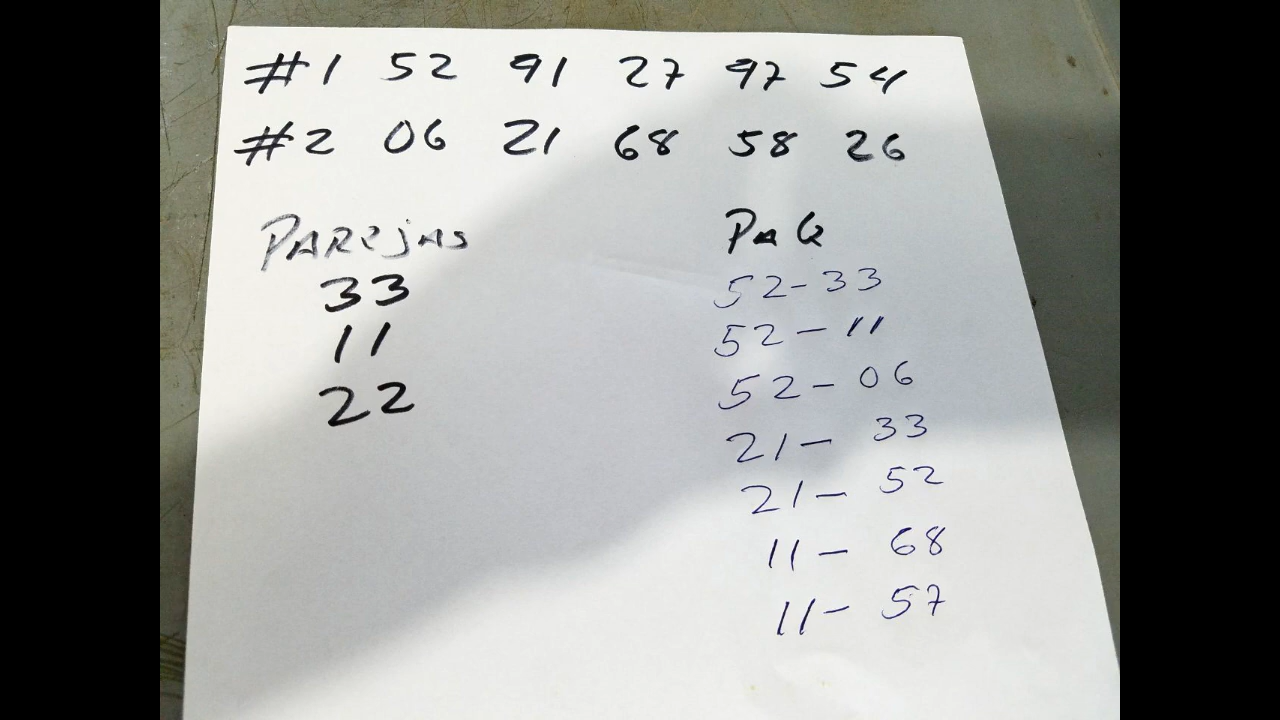 #1 52 91 27 97 54
#2 06 21 68 58 26
Parejas
33
11
22
Pak
52-33
52-11
52-06
21-33
21-52
11-68
11-57